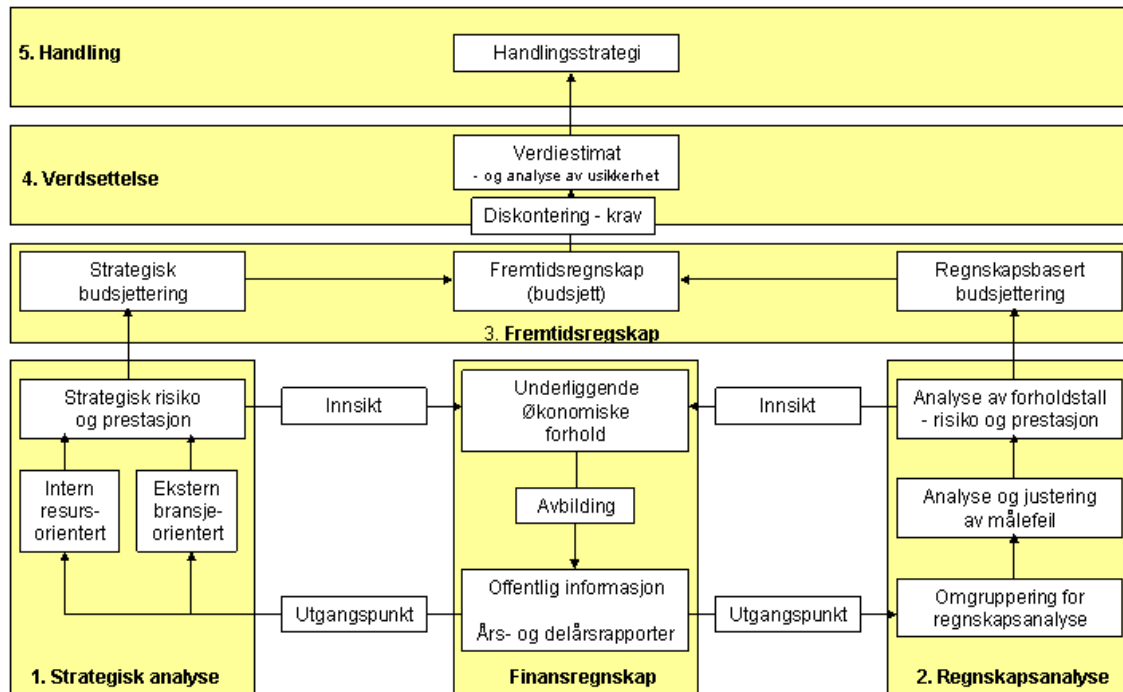 5. Handling
Handlingsstrategi
4. Verdsettelse
Verdiestimat
- og analyse av usikkerhet
Diskontering - krav
Strategisk
budsjettering
Fremtidsregnskap
(budsjett)
Regnskapsbasert
budsjettering
3. Fremtidsregskap
Strategisk risiko
og prestasjon
Innsikt
Underliggende
Økonomiske
forhold
Innsikt
Analyse av forholdstall
- risiko og prestasjon
Intern
resurs-
orientert
Ekstern
bransje-
orientert
Avbilding
Analyse og justering
av målefeil
Utgangspunkt
Offentlig informasjon
Års- og delårsrapporter
Utgangspunkt
Omgruppering for
regnskapsanalyse
1. Strategisk analyse
Finansregnskap
2. Regnskapsanalyse